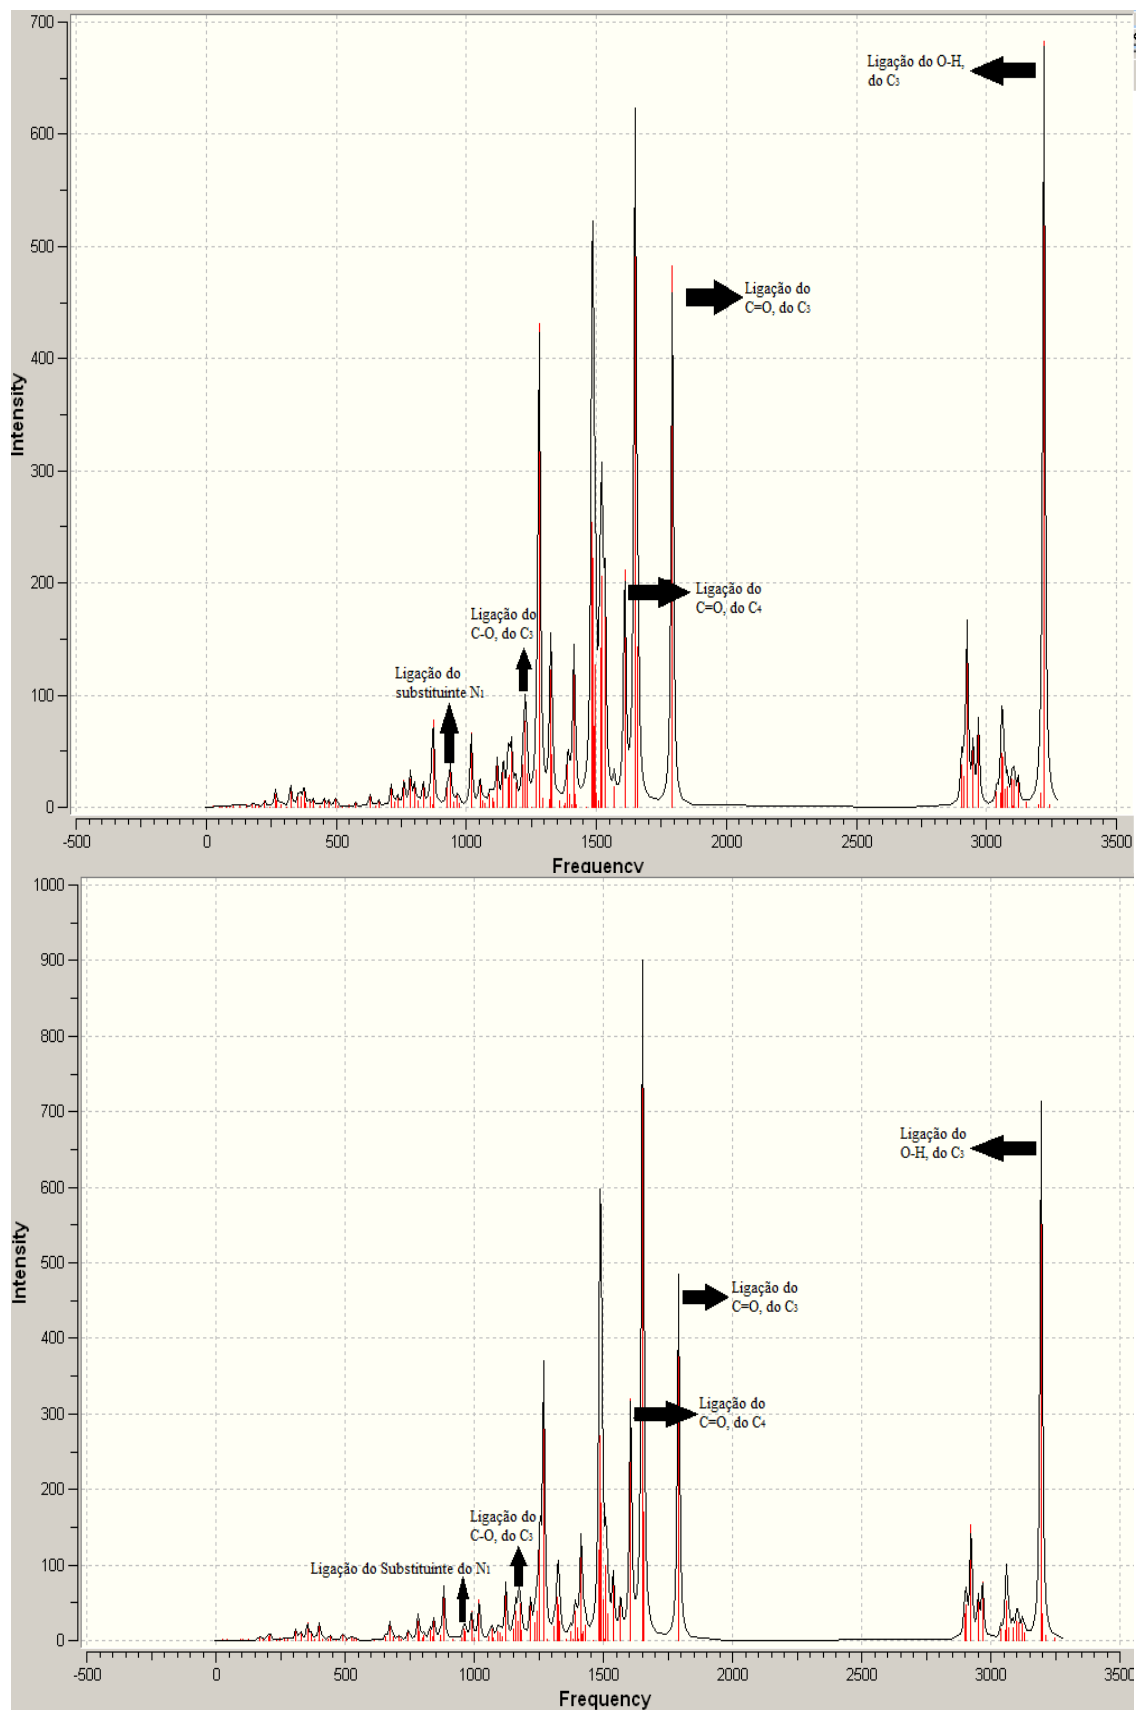 700
600
500
400
300
200
100
0
Intensity
-500
0
500
1000
1500
2000
2500
3000
3500
Frequency
Ligação do O-H,
do C3
Ligação do
C=O, do C3
Ligação do
C=O, do C4
Ligação do
C-O, do C3
Ligação do
substituinte N1
1000
900
800
700
600
500
400
300
200
100
0
Intensity
-500
0
500
1000
1500
2000
2500
3000
3500
Frequency
Ligação do
O-H, do C3
Ligação do
C=O, do C3
Ligação do
C=O, do C4
Ligação do
C-O, do C3
Ligação do Substituinte do N1